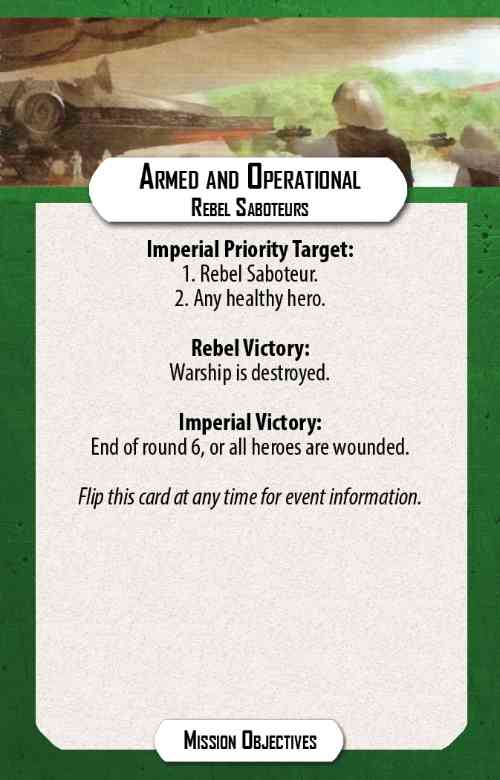 Armed and Operational
Rebel Saboteurs
Imperial Priority Target:
1. Rebel Saboteur.
2. Any healthy hero.
Rebel Victory:
Warship is destroyed.
Imperial Victory:
End of round 6, or all heroes are wounded.
Flip this card at any time for event information.
Mission Objectives